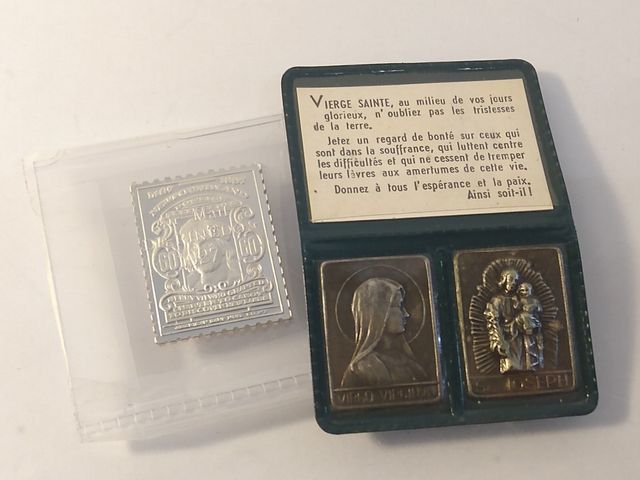 VIERGE SAINTE, au milieu de vos jours
glorieux, n'oubliez pas les tristesses
de la terre.
Jetez un regard de bonté sur ceux qui
sont dans la souffrance, qui luttent contre
les difficultés et qui ne cessent de tremper
leurs lèvres aux amertumes de cette vie.
Donnez à tous l'espérance et la paix.
Ainsi soit-il!
VIRGO VIRGINUM
S. JOSEPH
60 60